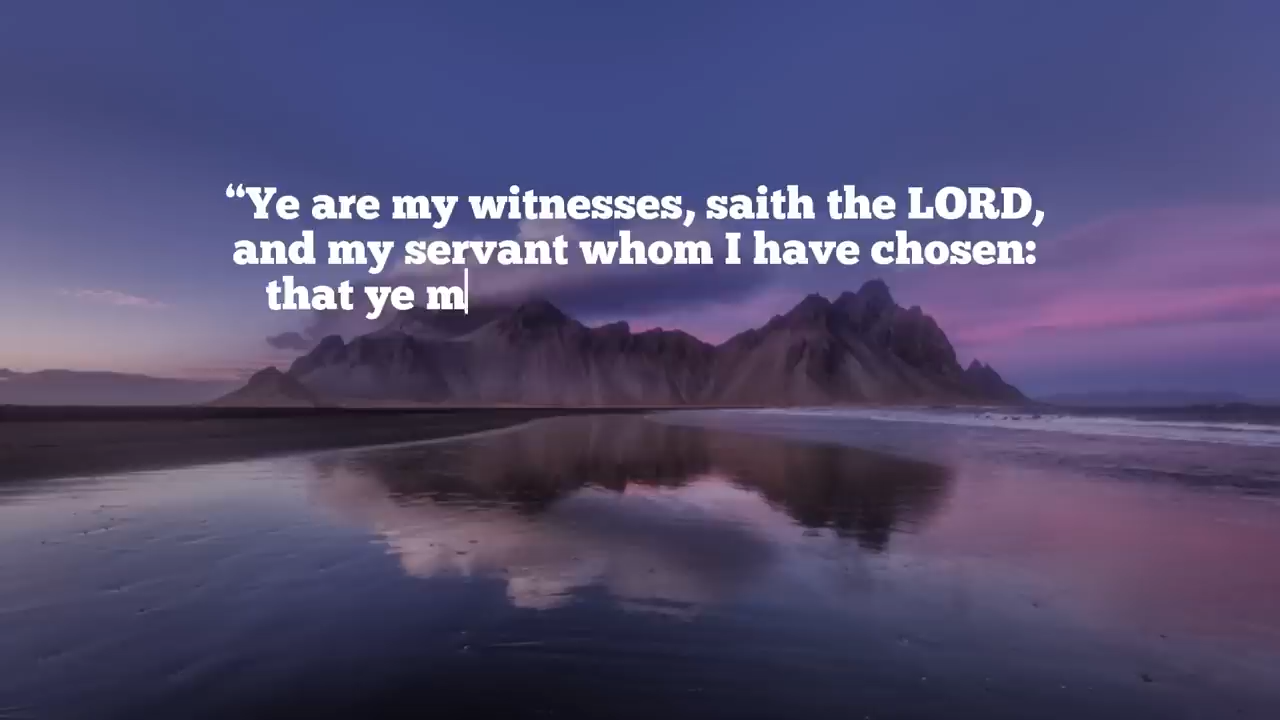 “Ye are my witnesses, saith the LORD,
and my servant whom I have chosen:
that ye m